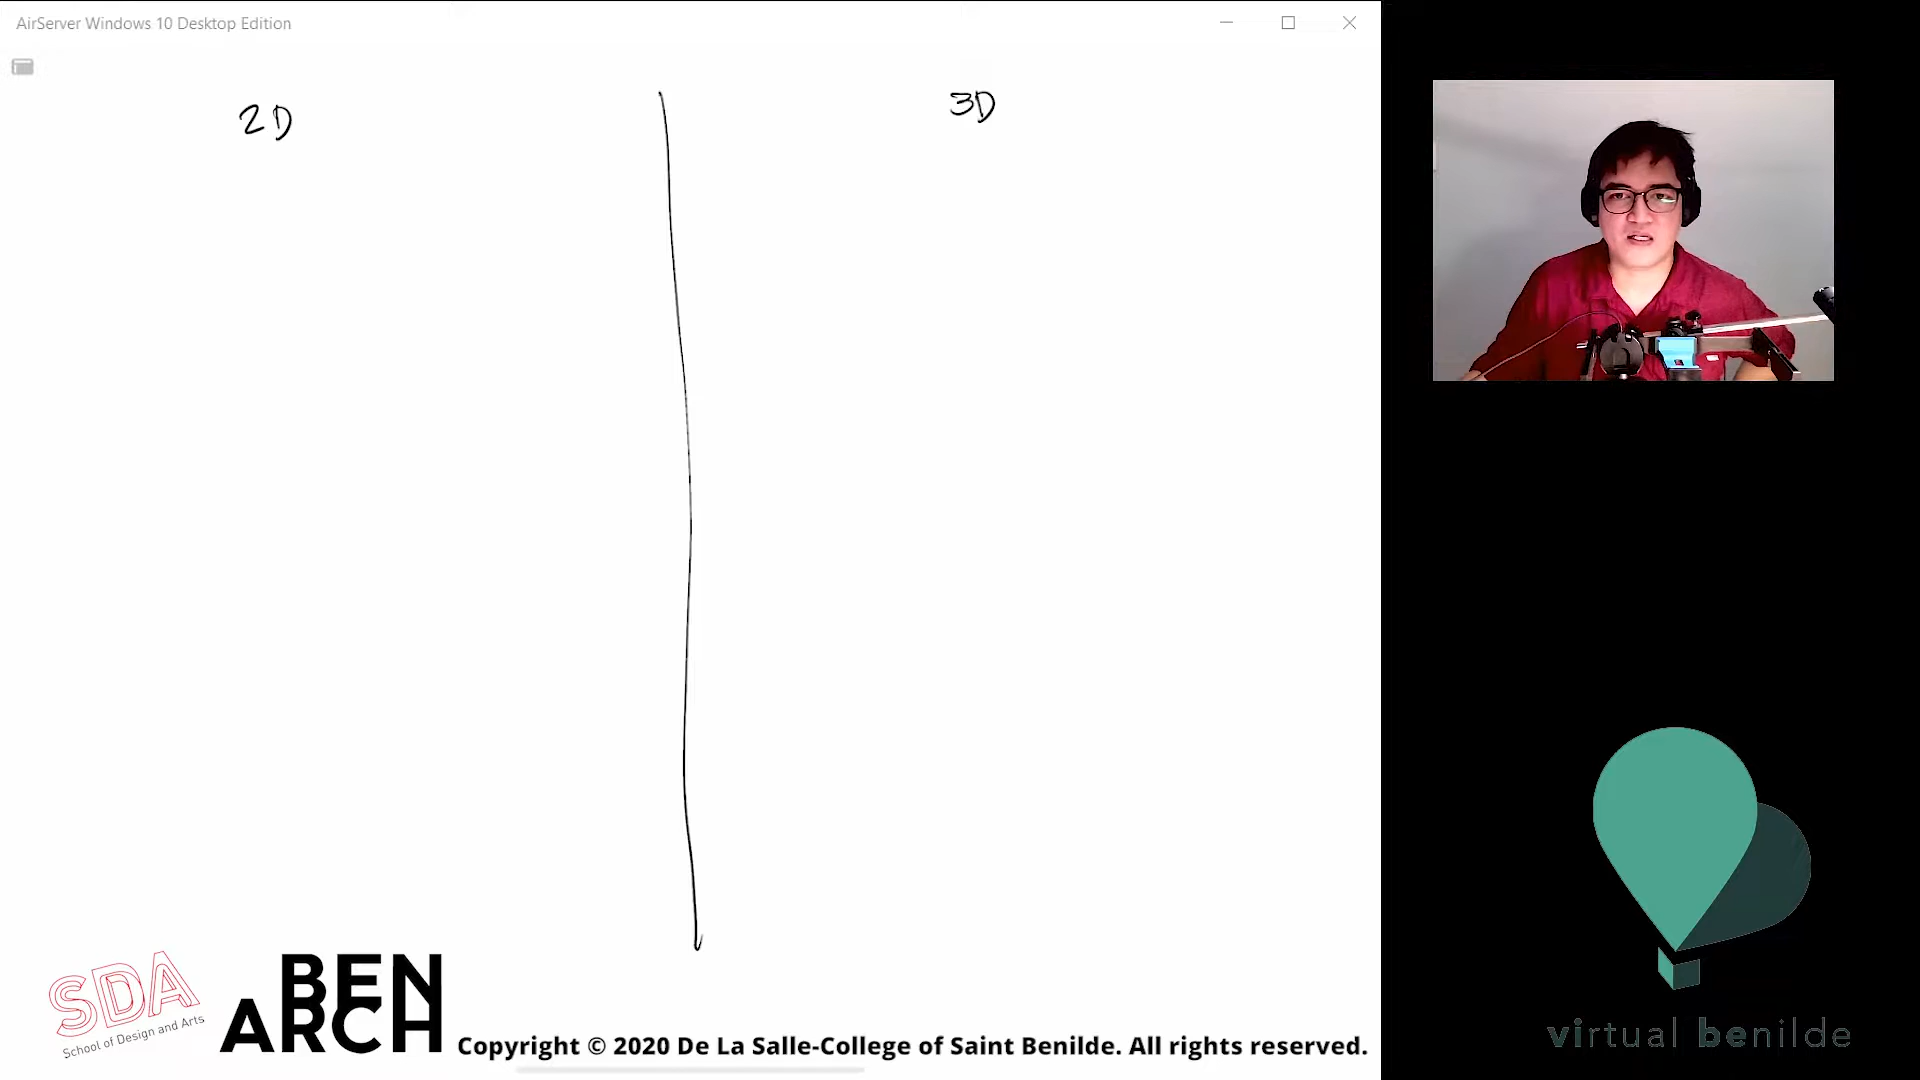 AirServer Windows 10 Desktop Edition
2D
3D
SDA
School of Design and Arts
BEN
ARCH
Copyright © 2020 De La Salle-College of Saint Benilde. All rights reserved.
virtual benilde